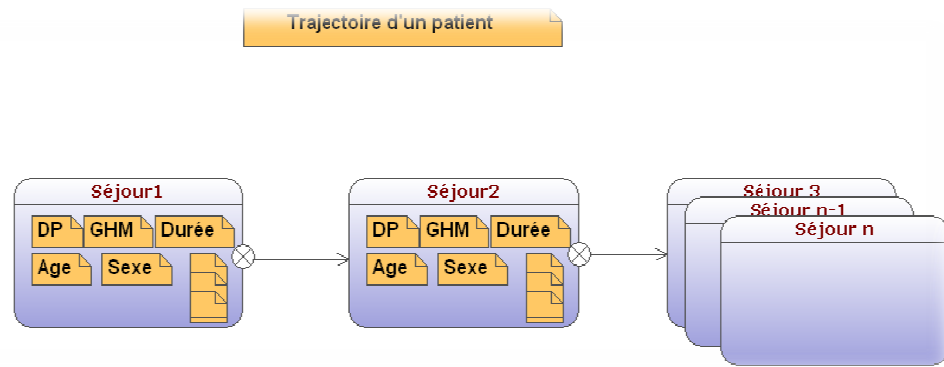 Trajectoire d'un patient
Séjour1
DP GHM Durée
Age Sexe
Séjour2
DP GHM Durée
Age Sexe
Séjour 3
Séjour n-1
Séjour n